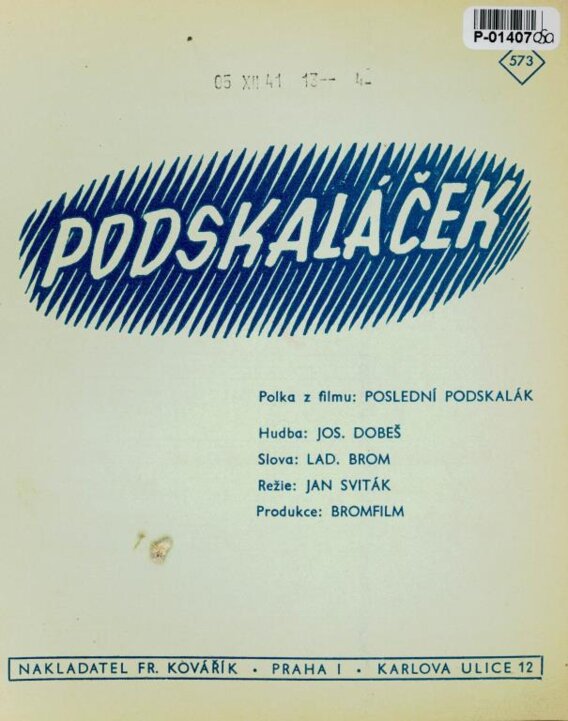 P-01407
573
05 XII 41 13--
PODSKALÁČEK
Polka z filmu: POSLEDNÍ PODSKALÁK
Hudba: JOS. DOBEŠ
Slova: LAD. BROM
Režie: JAN SVITÁK
Produkce: BROMFILM
NAKLADATEL FR. KOVÁŘÍK • PRAHA I • KARLOVA ULICE 12